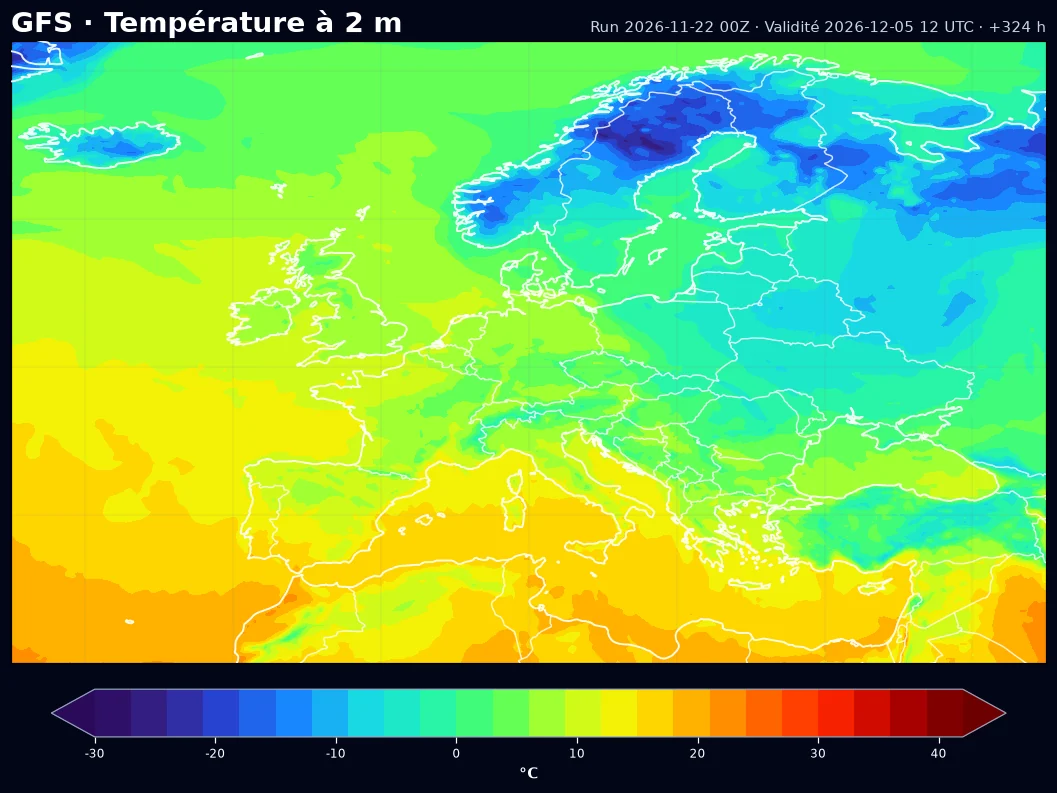 GFS · Température à 2 m
Run 2026-11-22 00Z · Validité 2026-12-05 12 UTC · +324 h
-30 -20 -10 0 10 20 30 40
°C